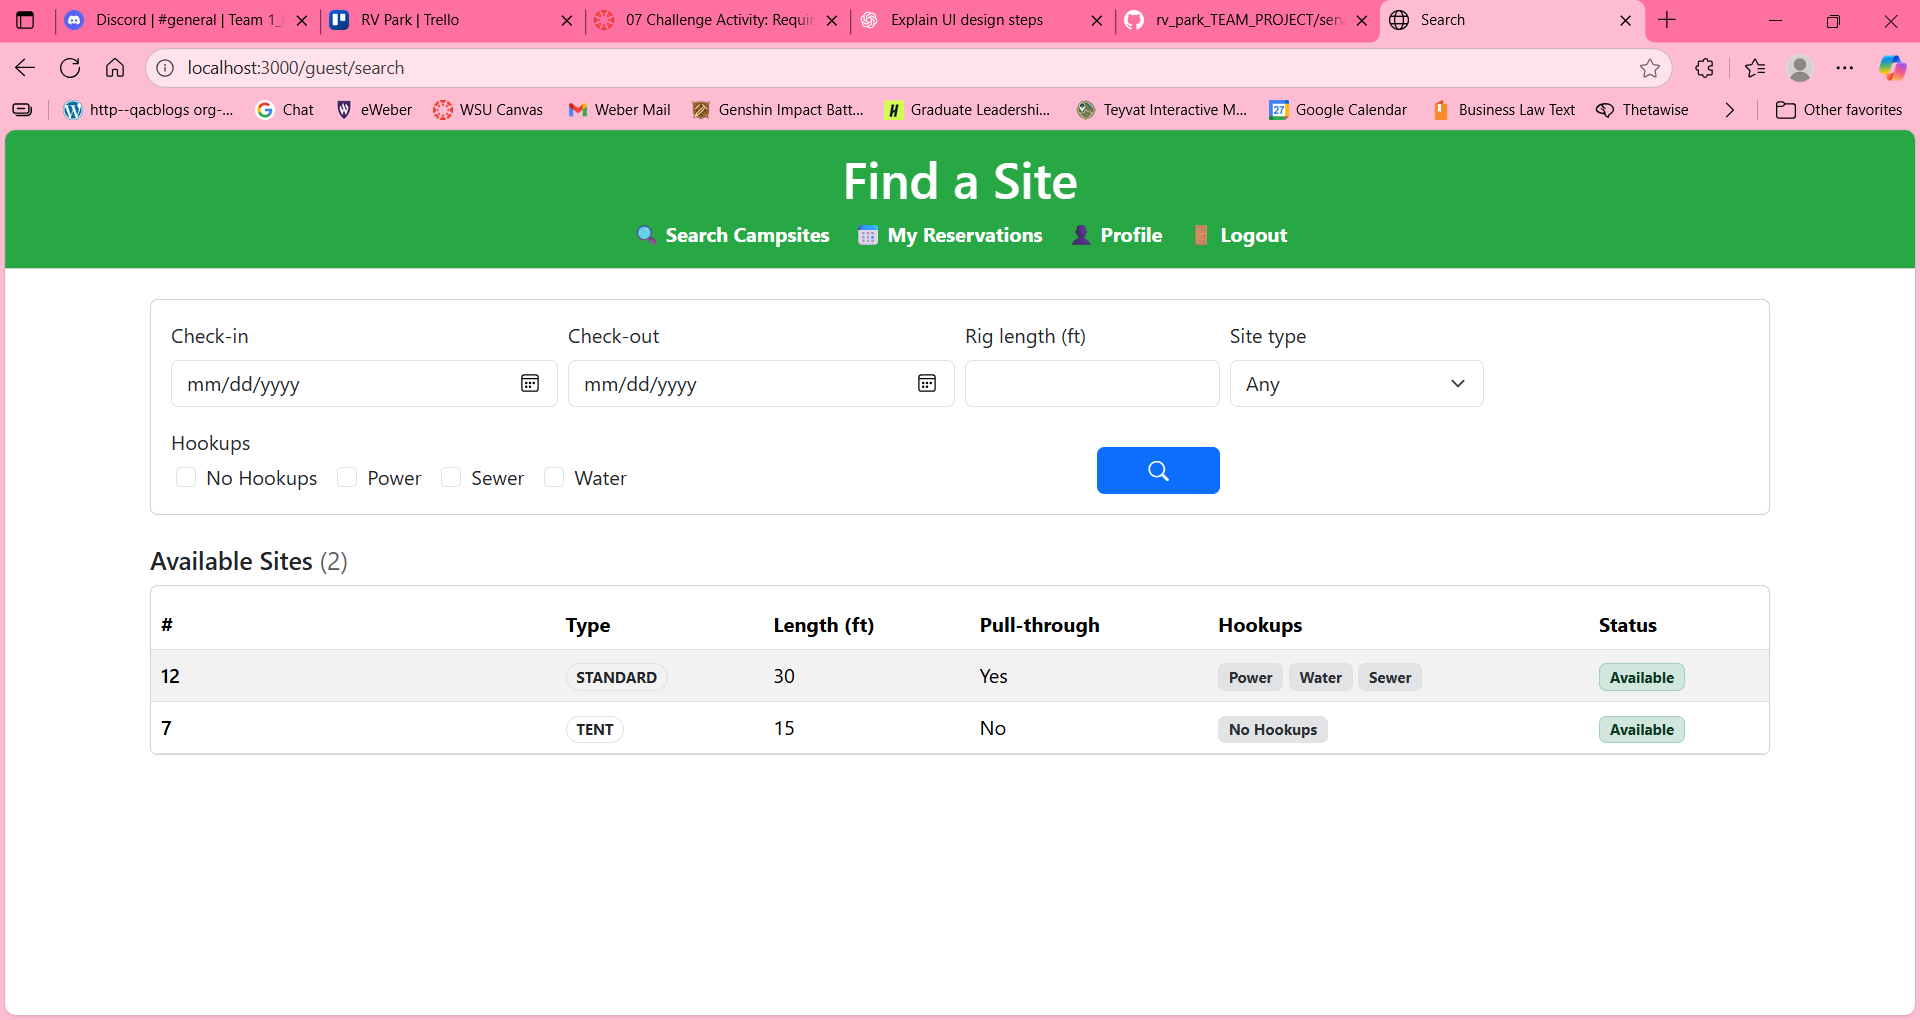 Discord | #general | Team 1_
RV Park | Trello
07 Challenge Activity: Requir
Explain UI design steps
rv_park_TEAM_PROJECT/serv
Search
localhost:3000/guest/search
http--qacblogs org-...
Chat
eWeber
WSU Canvas
Weber Mail
Genshin Impact Batt...
Graduate Leadershi...
Teyvat Interactive M...
27
Google Calendar
Business Law Text
Thetawise
Other favorites
Find a Site
Search Campsites
My Reservations
Profile
Logout
Check-in
Check-out
Rig length (ft)
Site type
mm/dd/yyyy
mm/dd/yyyy
Any
Hookups
No Hookups
Power
Sewer
Water
Available Sites (2)
# Type Length (ft) Pull-through Hookups Status
12 STANDARD 30 Yes Power Water Sewer Available
7 TENT 15 No No Hookups Available